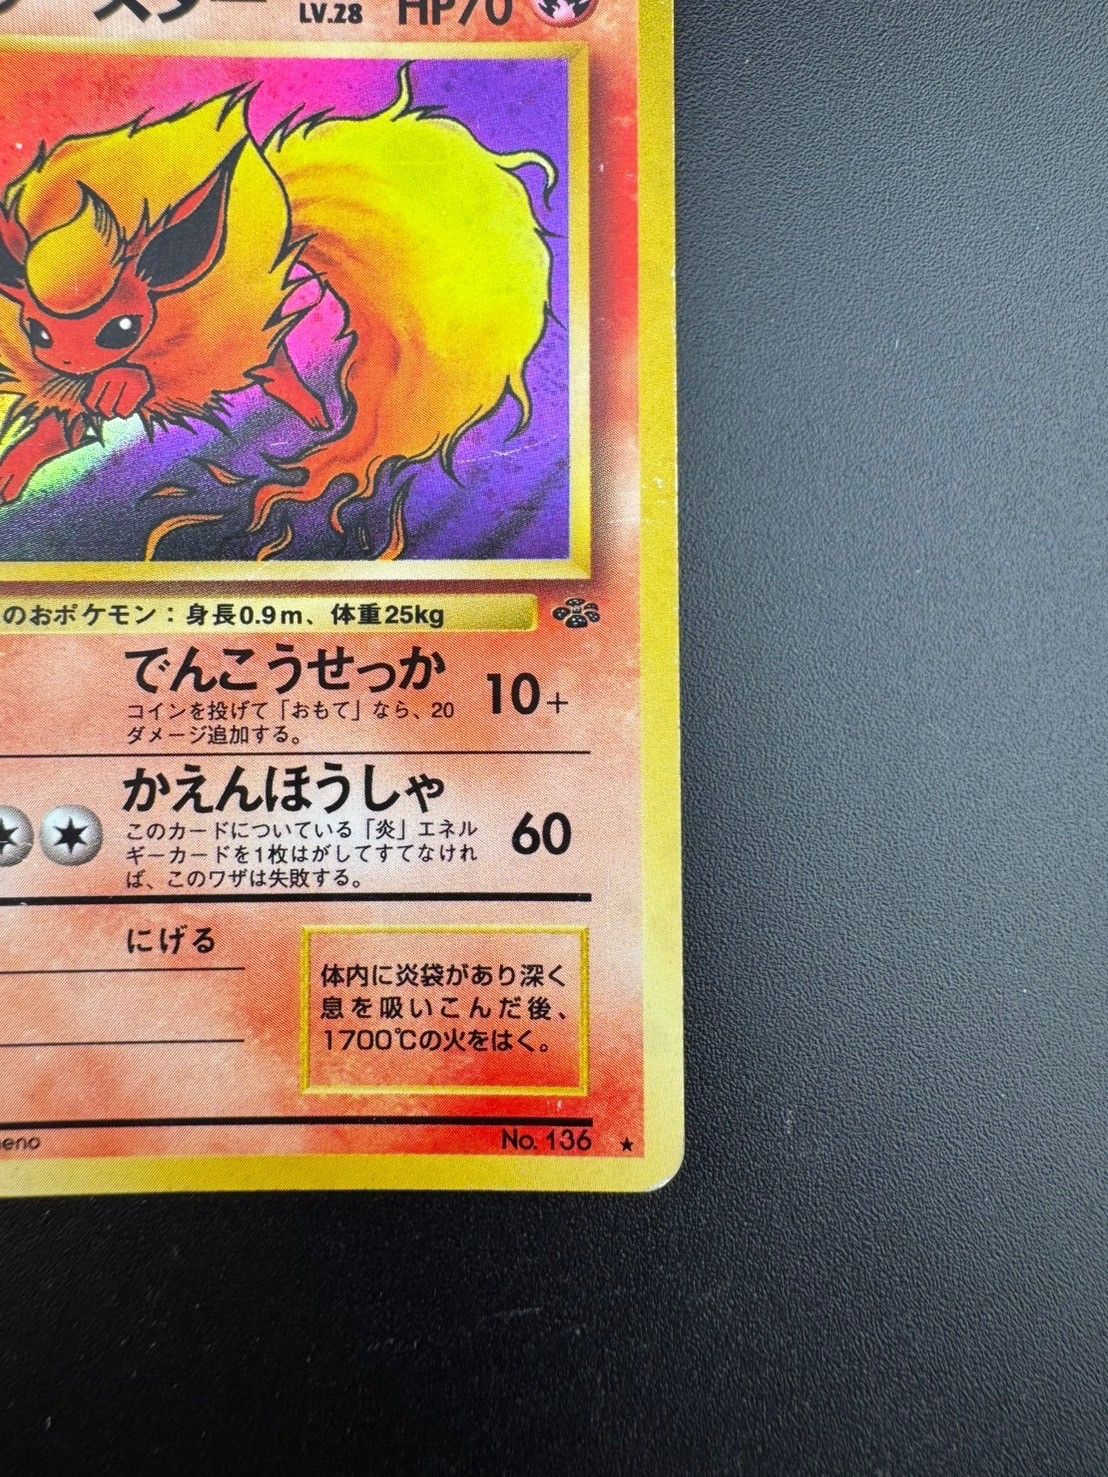 ースター LV.28 HP70
のおポケモン：身長0.9m、体重25kg
でんこうせっか 10+
コインを投げて「おもて」なら、20
ダメージ追加する。
かえんほうしゃ 60
このカードについている「炎」エネル
ギーカードを1枚はがしてすてなけれ
ば、このワザは失敗する。
にげる
体内に炎袋があり深く
息を吸いこんだ後、
1700℃の火をはく。
eno
No. 136 ★